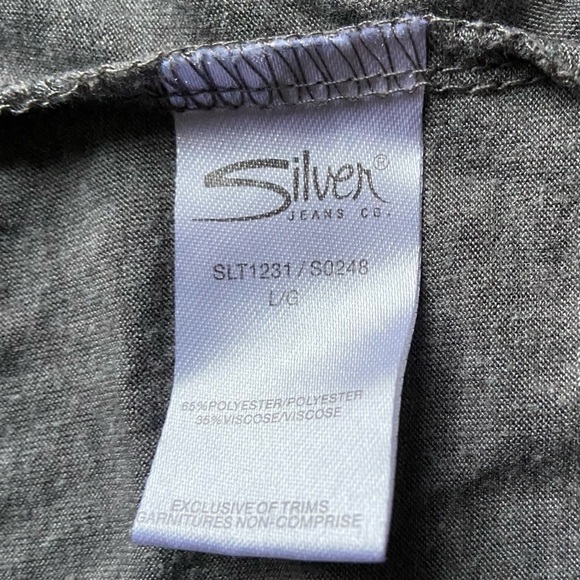 Silver®
JEANS CO.
SLT1231 / S0248
L/G
65%POLYESTER/POLYESTER
35%VISCOSE/VISCOSE
EXCLUSIVE OF TRIMS
GARNITURES NON-COMPRISE